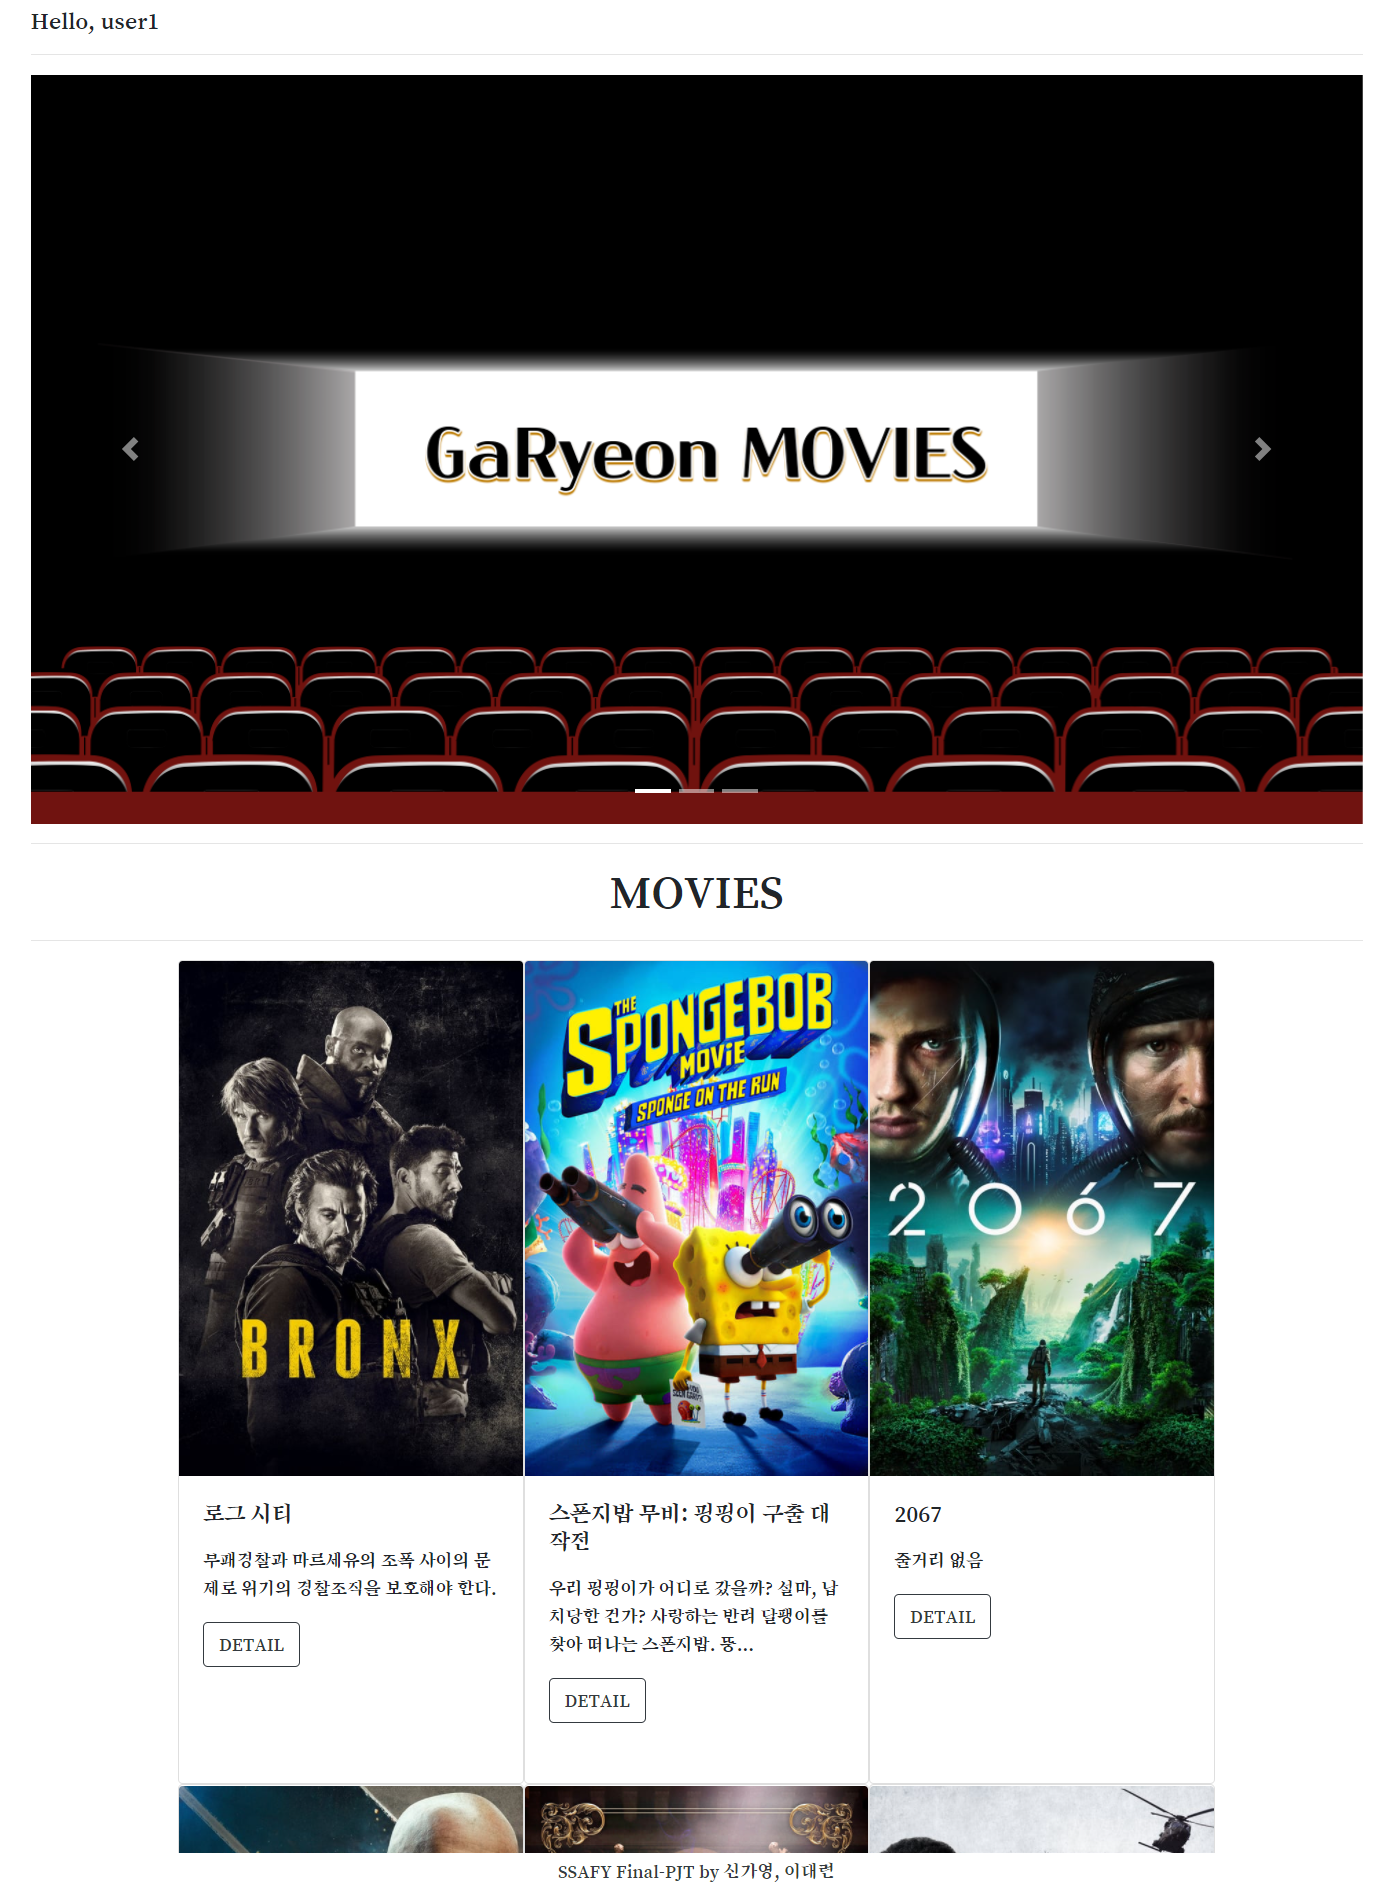 Hello, user1
GaRyeon MOVIES
MOVIES
BRONX
THE
SPONGEBOB
MOVIE
SPONGE ON THE RUN
2067
로그 시티
부패경찰과 마르세유의 조폭 사이의 문
제로 위기의 경찰조직을 보호해야 한다.
DETAIL
스폰지밥 무비: 핑핑이 구출 대
작전
우리 핑핑이가 어디로 갔을까? 실마, 납
치당한 건가? 사랑하는 반려 달팽이를
찾아 떠나는 스폰지밥. 뚱...
DETAIL
2067
줄거리 없음
DETAIL
SSAFY Final-PJT by 신가영, 이대련